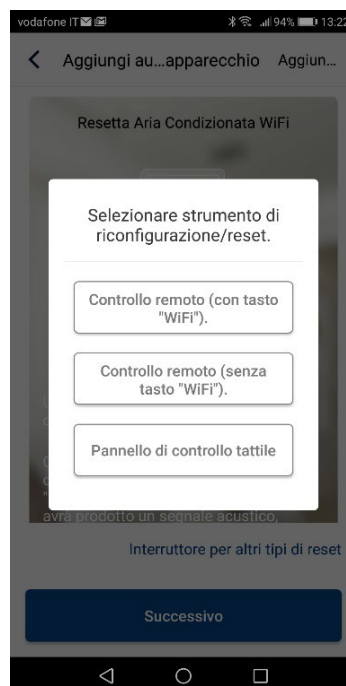 vodafone IT 94% 13:22
Aggiungi au...apparecchio Aggiun...
Resetta Aria Condizionata WiFi
Selezionare strumento di
riconfigurazione/reset.
Controllo remoto (con tasto
"WiFi").
Controllo remoto (senza
tasto "WiFi").
Pannello di controllo tattile
avrà prodotto un segnale acustico,
Interruttore per altri tipi di reset
Successivo